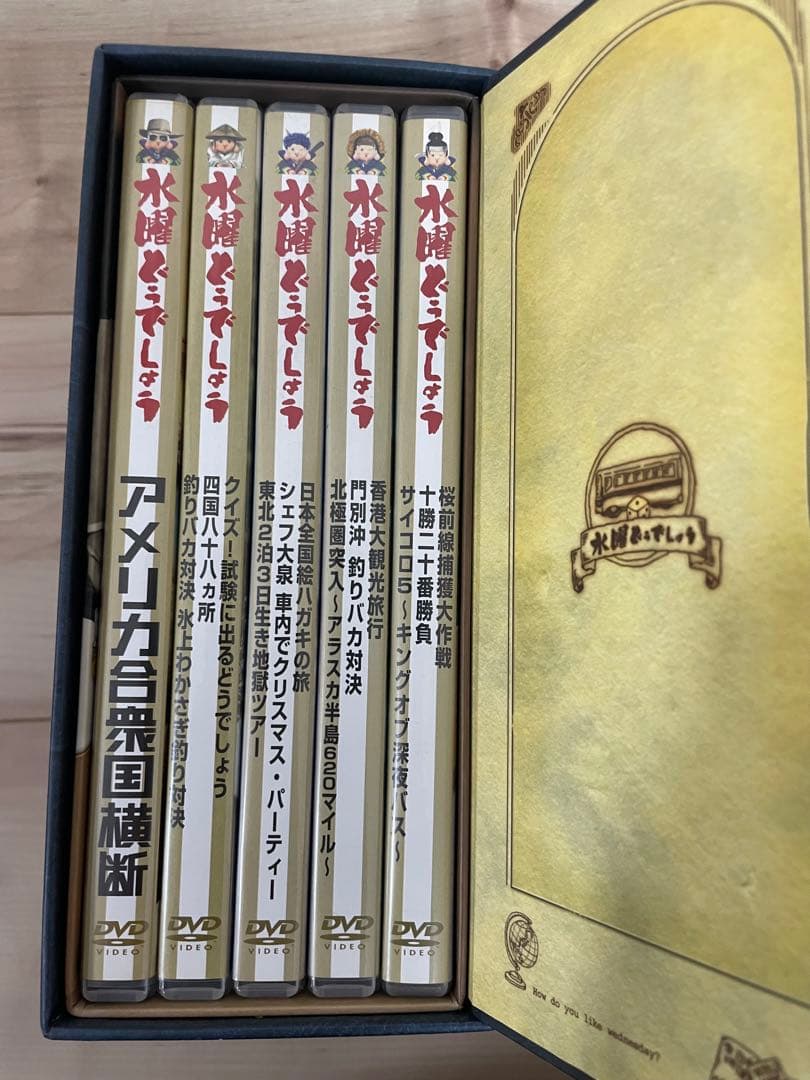 水曜どうでしょう
アメリカ合衆国横断
DVD
VIDEO
水曜どうでしょう
クイズ!試験に出るどうでしょう
四国八十八ヵ所
釣りバカ対決 氷上わかさぎ釣り対決
DVD
VIDEO
水曜どうでしょう
日本全国絵ハガキの旅
シェフ大泉 車内でクリスマス・パーティー
東北2泊3日生き地獄ツアー
DVD
VIDEO
水曜どうでしょう
香港大観光旅行
門別沖 釣りバカ対決
北極圏突入〜アラスカ半島620マイル〜
DVD
VIDEO
水曜どうでしょう
桜前線捕獲大作戦
十勝二十番勝負
サイコロ5〜キングオブ深夜バス〜
DVD
VIDEO
水曜どうでしょう
How do you like wednesday?